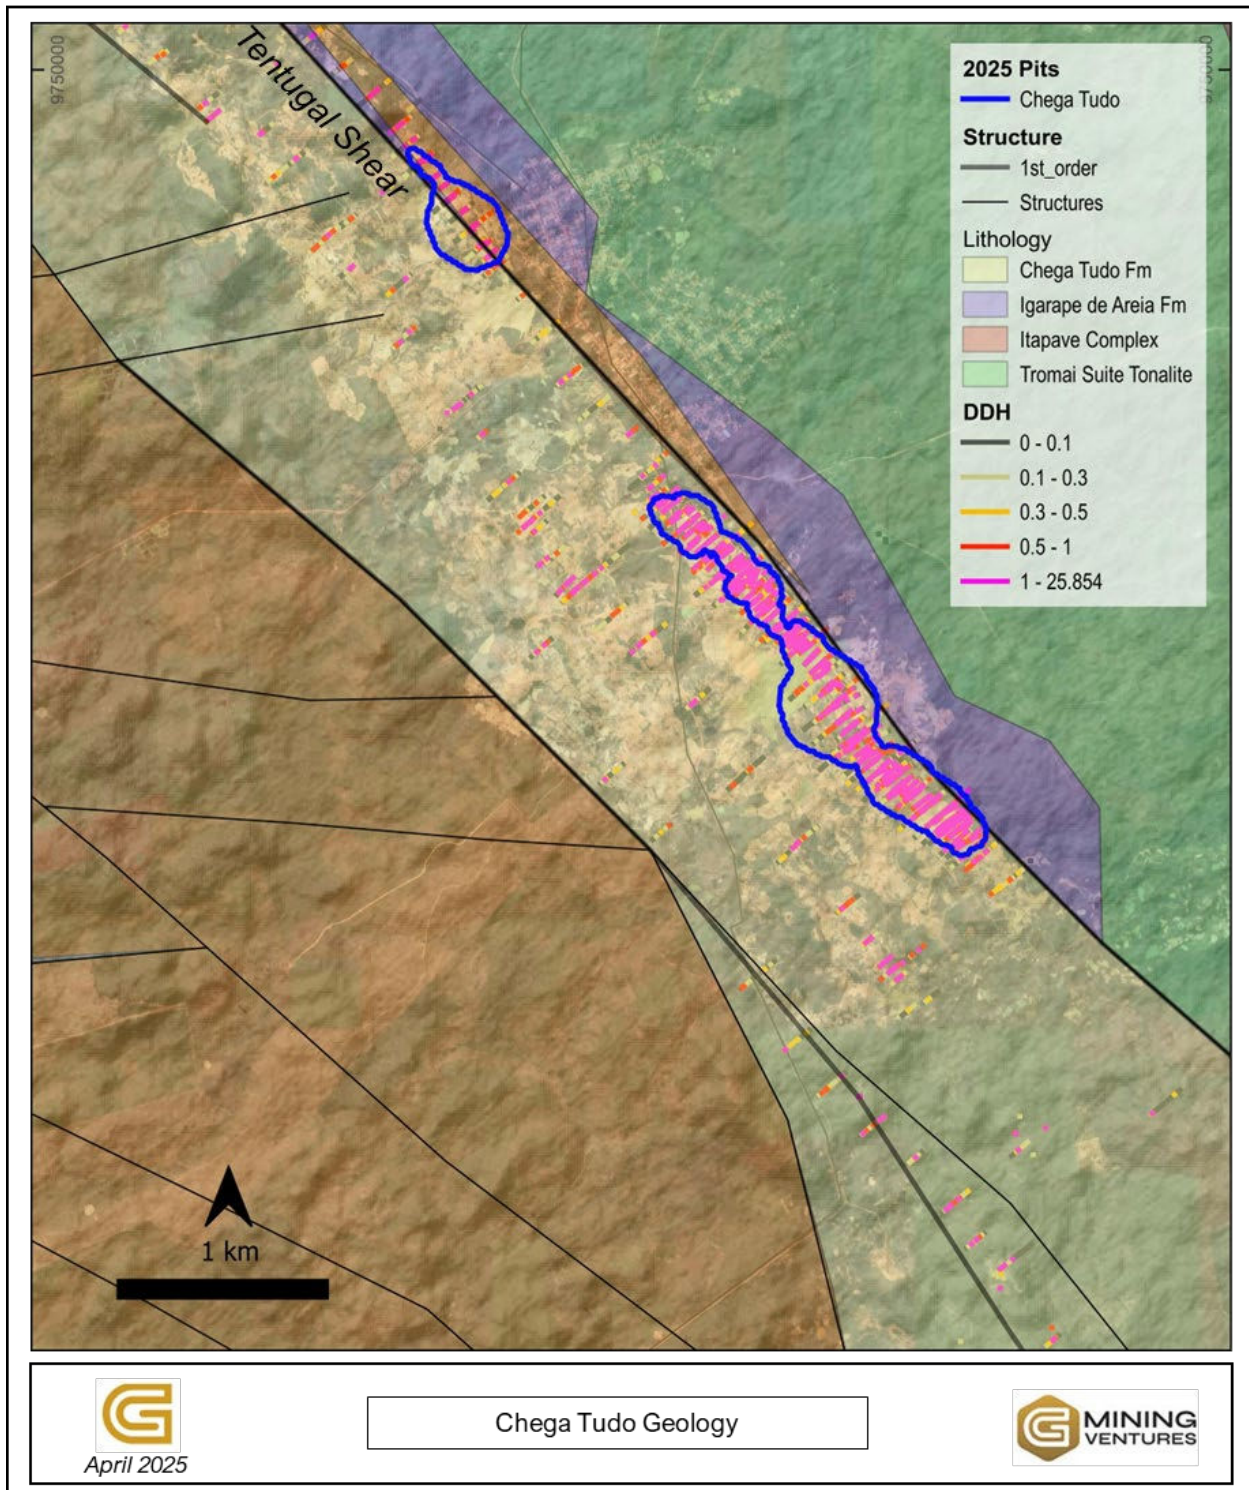 9750000
9750000
Tentugal Shear
2025 Pits
Chega Tudo
Structure
1st_order
Structures
Lithology
Chega Tudo Fm
Igarape de Areia Fm
Itapave Complex
Tromai Suite Tonalite
DDH
0 - 0.1
0.1 - 0.3
0.3 - 0.5
0.5 - 1
1 - 25.854
1 km
April 2025
Chega Tudo Geology
G MINING
VENTURES